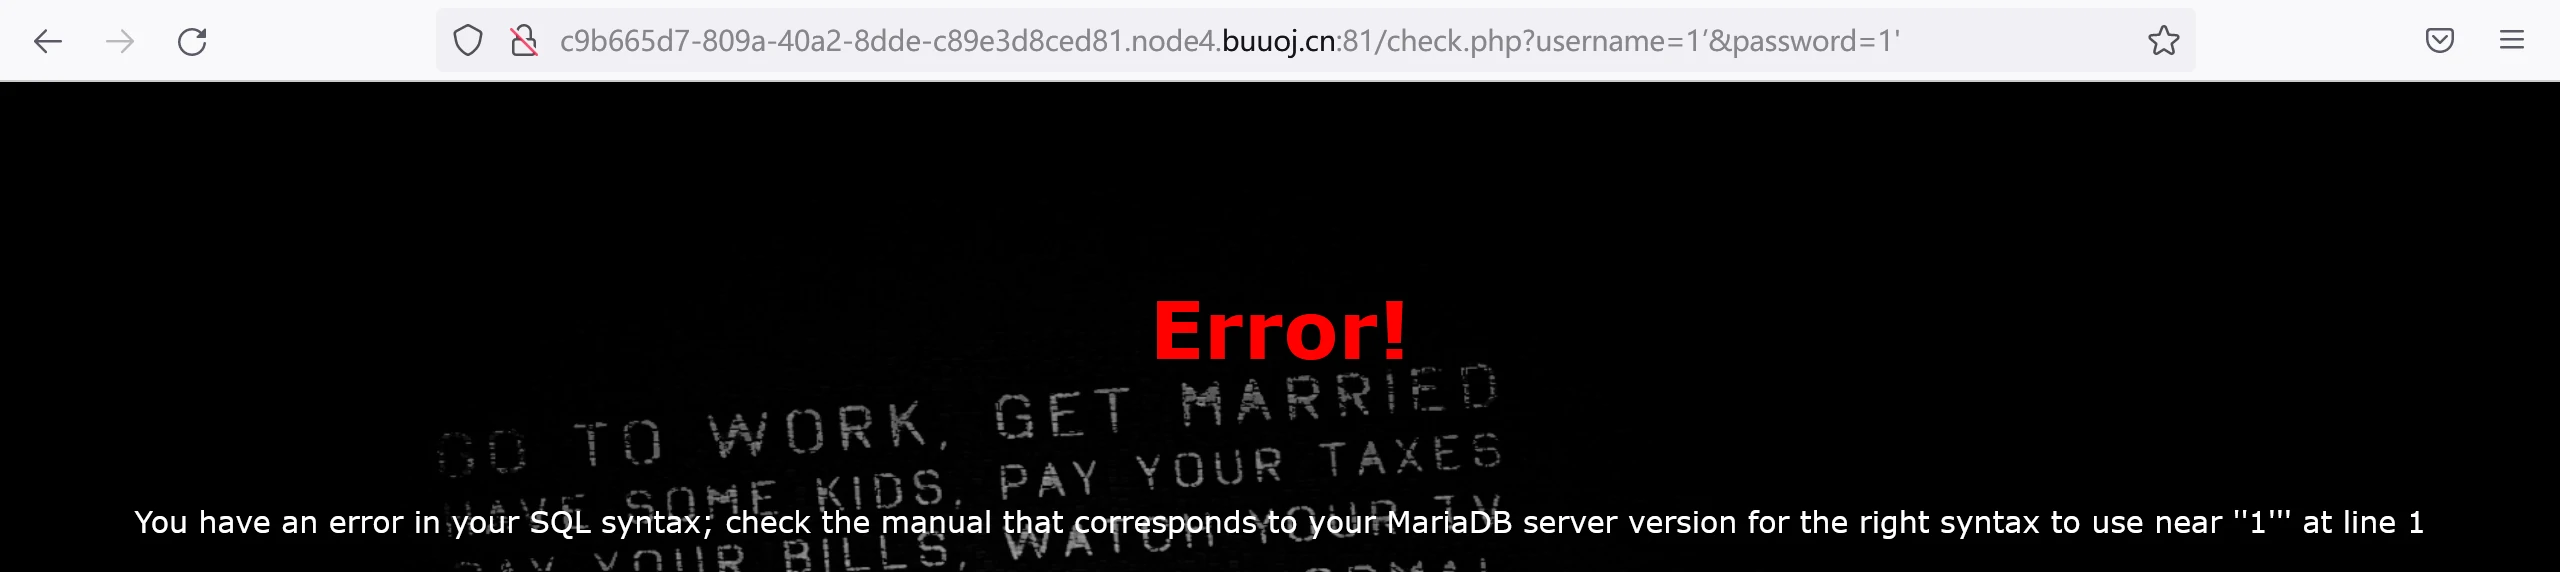 c9b665d7-809a-40a2-8dde-c89e3d8ced81.node4.buuoj.cn:81/check.php?username=1’&password=1'
Error!
GO TO WORK, GET MARRIED
HAVE SOME KIDS, PAY YOUR TAXES
You have an error in your SQL syntax; check the manual that corresponds to your MariaDB server version for the right syntax to use near ''1''' at line 1
PAY YOUR BILLS, WATCH YOUR TV